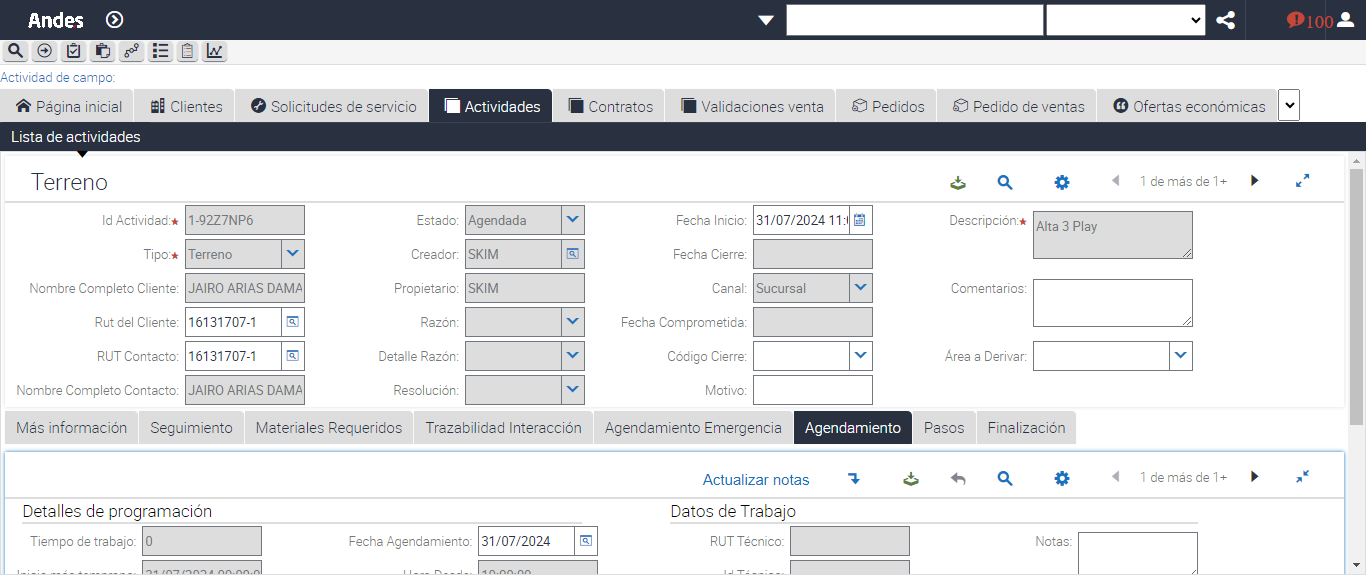 Andes
100
Actividad de campo:
Página inicial Clientes Solicitudes de servicio Actividades Contratos Validaciones venta Pedidos Pedido de ventas Ofertas económicas
Lista de actividades
Terreno 1 de más de 1+
Id Actividad:★ 1-92Z7NP6 Estado: Agendada Fecha Inicio: 31/07/2024 11:( Descripción:★ Alta 3 Play
Tipo:★ Terreno Creador: SKIM Fecha Cierre:
Nombre Completo Cliente: JAIRO ARIAS DAMA Propietario: SKIM Canal: Sucursal Comentarios:
Rut del Cliente: 16131707-1 Razón: Fecha Comprometida:
RUT Contacto: 16131707-1 Detalle Razón: Código Cierre: Área a Derivar:
Nombre Completo Contacto: JAIRO ARIAS DAMA Resolución: Motivo:
Más información Seguimiento Materiales Requeridos Trazabilidad Interacción Agendamiento Emergencia Agendamiento Pasos Finalización
Actualizar notas 1 de más de 1+
Detalles de programación Datos de Trabajo
Tiempo de trabajo: 0 Fecha Agendamiento: 31/07/2024 RUT Técnico: Notas: